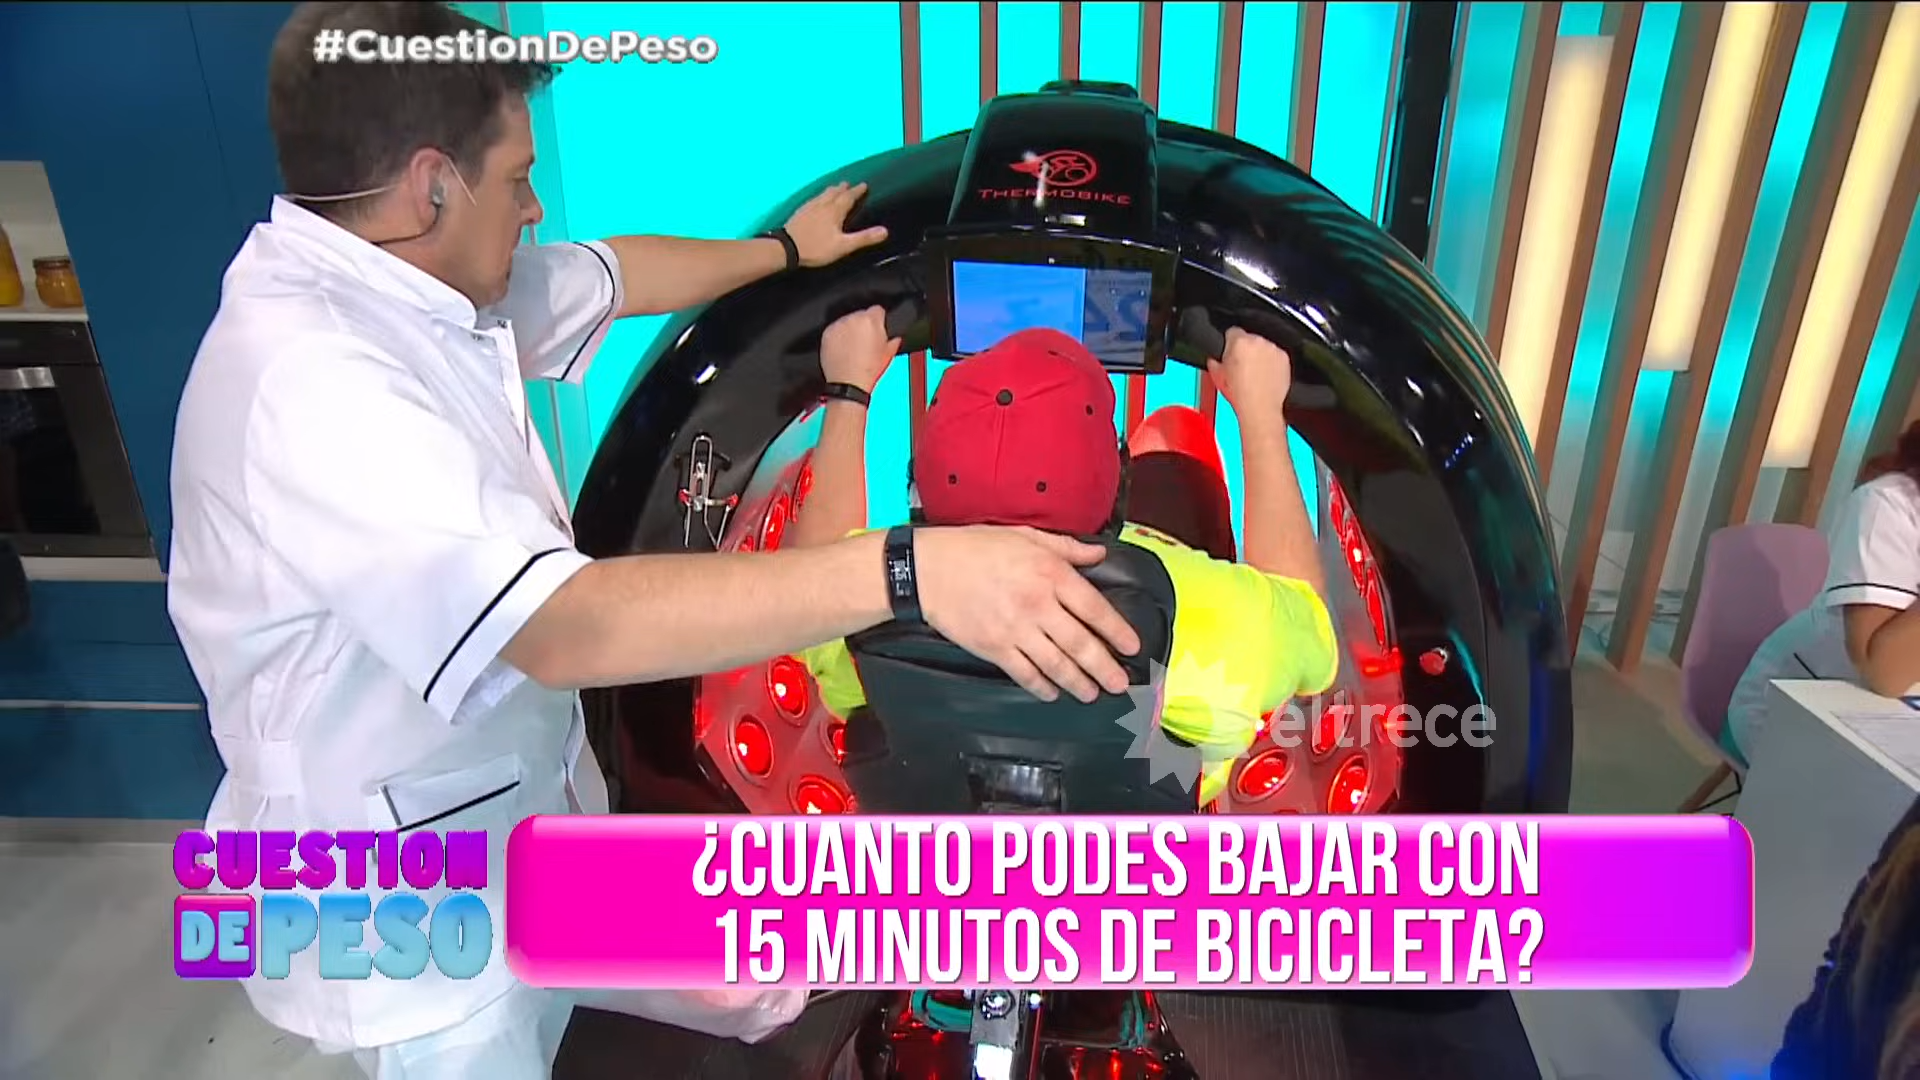 #CuestionDePeso
THERMOBIKE
eltrece
CUESTION
DE PESO
¿CUANTO PODES BAJAR CON
15 MINUTOS DE BICICLETA?